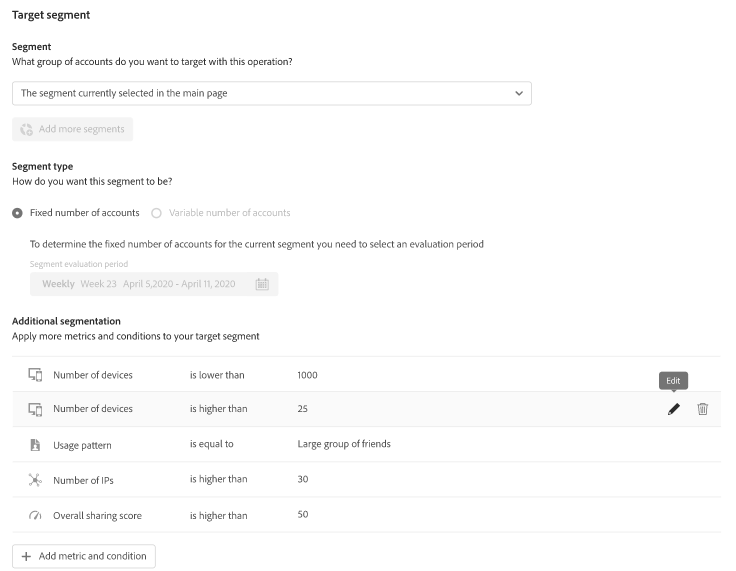 Target segment
Segment
What group of accounts do you want to target with this operation?
The segment currently selected in the main page
Add more segments
Segment type
How do you want this segment to be?
Fixed number of accounts Variable number of accounts
To determine the fixed number of accounts for the current segment you need to select an evaluation period
Segment evaluation period
Weekly Week 23 April 5,2020 - April 11, 2020
Additional segmentation
Apply more metrics and conditions to your target segment
Number of devices is lower than 1000
Edit
Number of devices is higher than 25
Usage pattern is equal to Large group of friends
Number of IPs is higher than 30
Overall sharing score is higher than 50
Add metric and condition